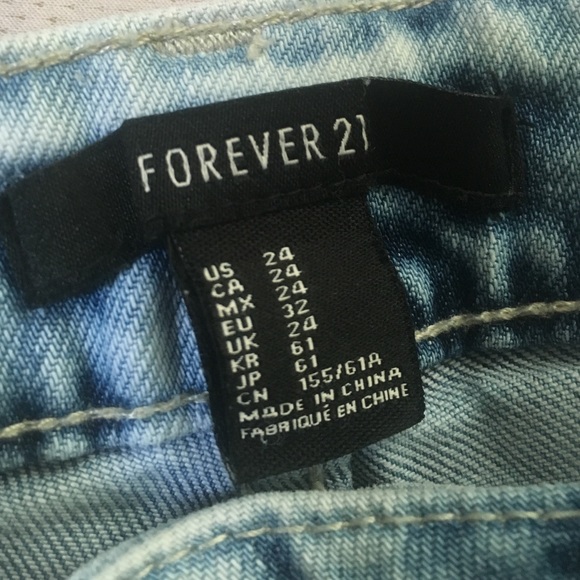 FOREVER 21
US 24
CA 24
MX 24
EU 32
UK 24
KR 61
JP 61
CN 155/61A
MADE IN CHINA
FABRIQUÉ EN CHINE